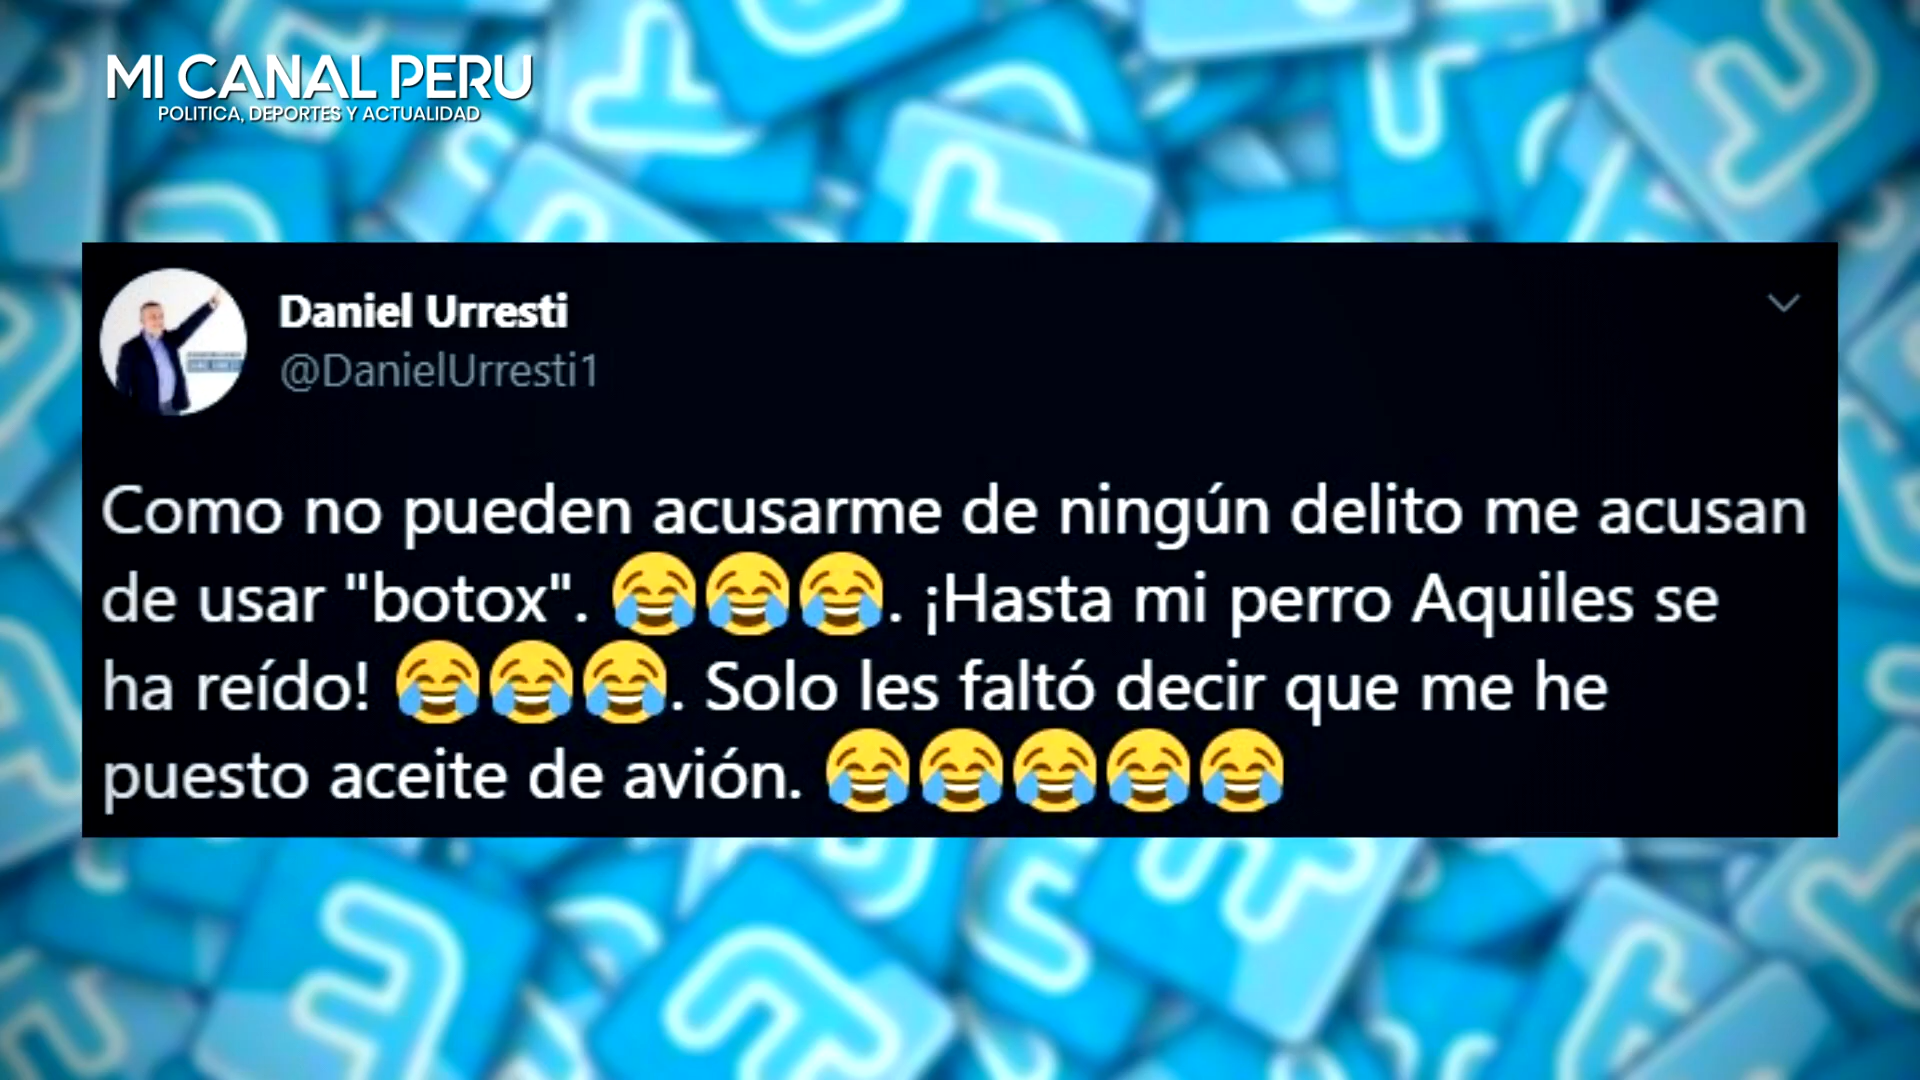 MI CANAL PERU
POLITICA, DEPORTES Y ACTUALIDAD
Daniel Urresti
@DanielUrresti1
Como no pueden acusarme de ningún delito me acusan
de usar "botox". 😂😂😂. ¡Hasta mi perro Aquiles se
ha reído! 😂😂😂. Solo les faltó decir que me he
puesto aceite de avión. 😂😂😂😂😂